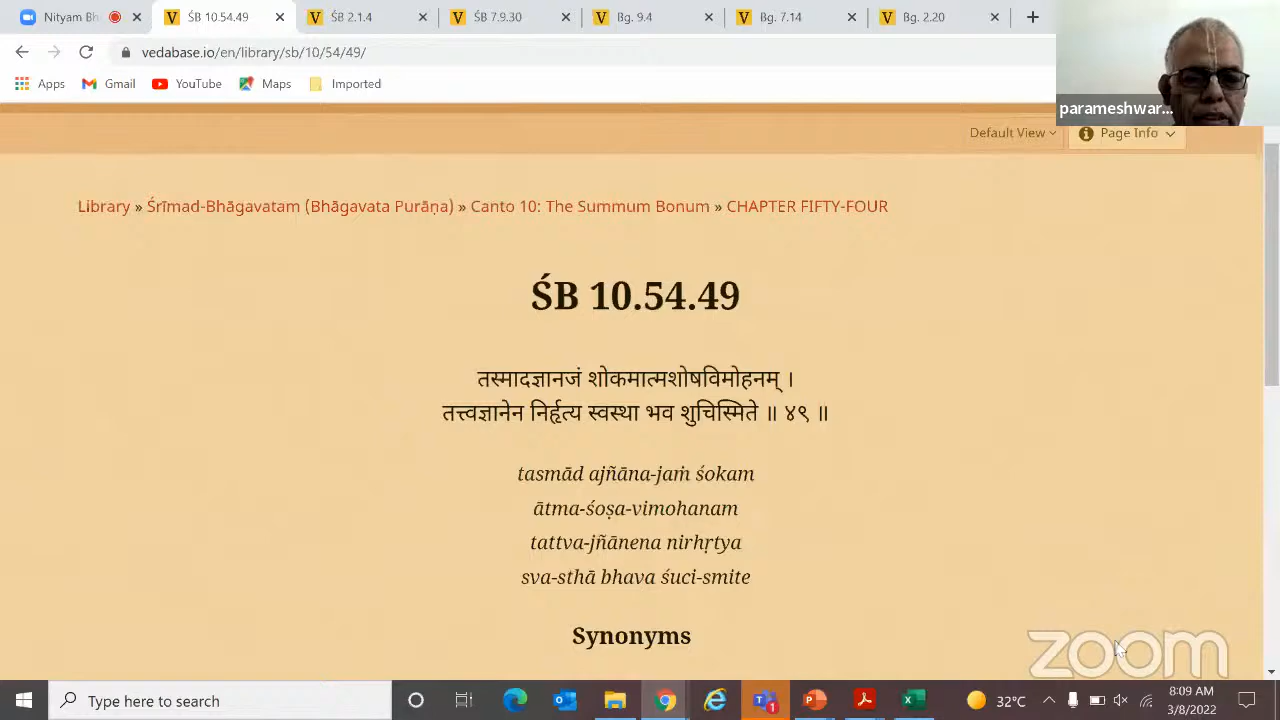 Nityam Bh
ŚB 10.54.49
ŚB 2.1.4
ŚB 7.9.30
Bg. 9.4
Bg. 7.14
Bg. 2.20
vedabase.io/en/library/sb/10/54/49/
Apps
Gmail
YouTube
Maps
Imported
parameshwar...
Default View
Page Info
Library » Śrīmad-Bhāgavatam (Bhāgavata Purāṇa) » Canto 10: The Summum Bonum » CHAPTER FIFTY-FOUR
ŚB 10.54.49
तस्मादज्ञानजं शोकमात्मशोषविमोहनम् ।
तत्त्वज्ञानेन निर्हृत्य स्वस्था भव शुचिस्मिते ॥ ४९ ॥
tasmād ajñāna-jaṁ śokam
ātma-śoṣa-vimohanam
tattva-jñānena nirhṛtya
sva-sthā bhava śuci-smite
Synonyms
zoom
Type here to search
32°C
8:09 AM
3/8/2022